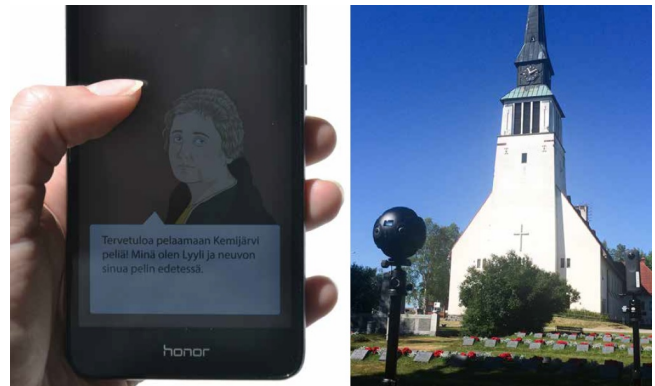 Tervetuloa pelaamaan Kemijärvi
peliä! Minä olen Lyyli ja neuvon
sinua pelin edetessä.
honor